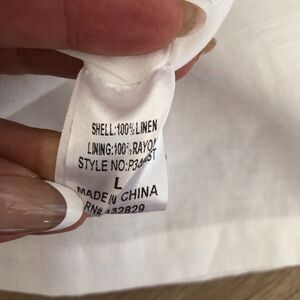 SHELL:100% LINEN
LINING:100% RAYON
STYLE NO:
L
MADE IN CHINA
RN# 132829